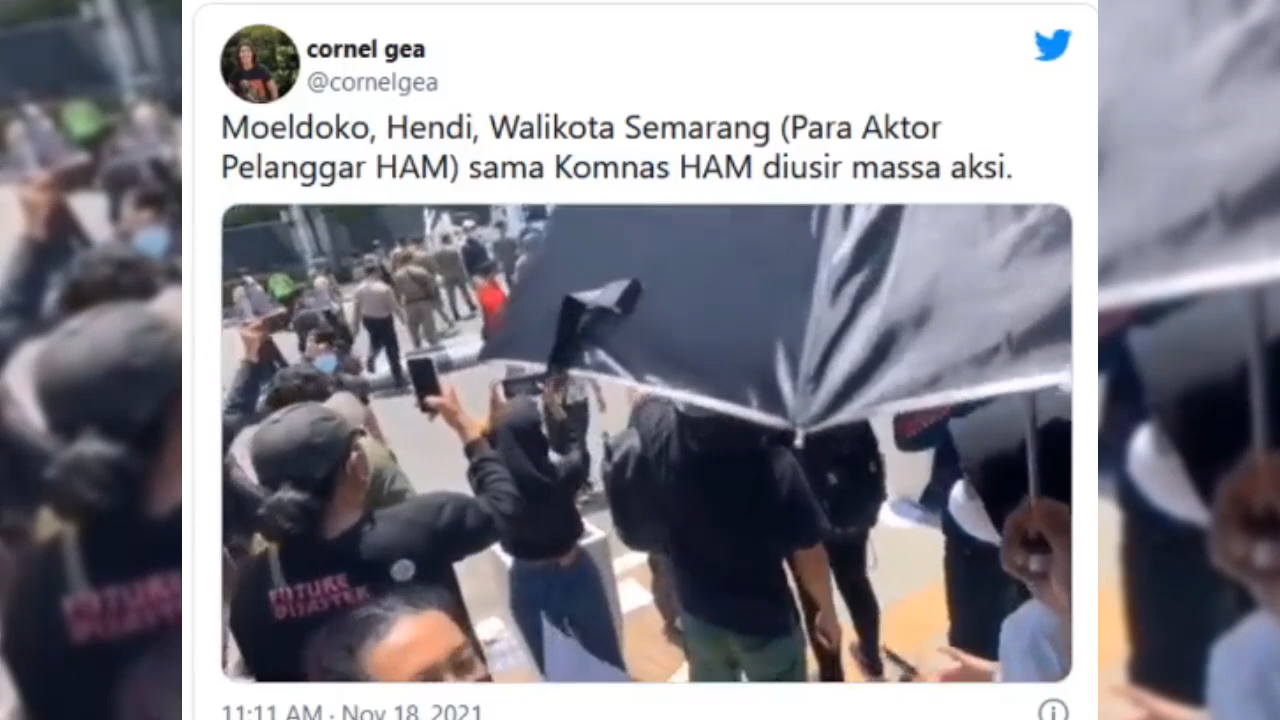 cornel gea
@cornelgea
Moeldoko, Hendi, Walikota Semarang (Para Aktor
Pelanggar HAM) sama Komnas HAM diusir massa aksi.
FUTURE
DISASTER
11:11 AM · Nov 18, 2021